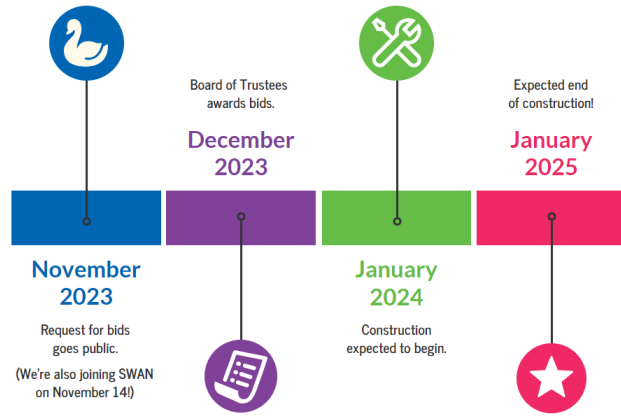 November
2023
Request for bids
goes public.
(We're also joining SWAN
on November 14!)
Board of Trustees
awards bids.
December
2023
January
2024
Construction
expected to begin.
Expected end
of construction!
January
2025